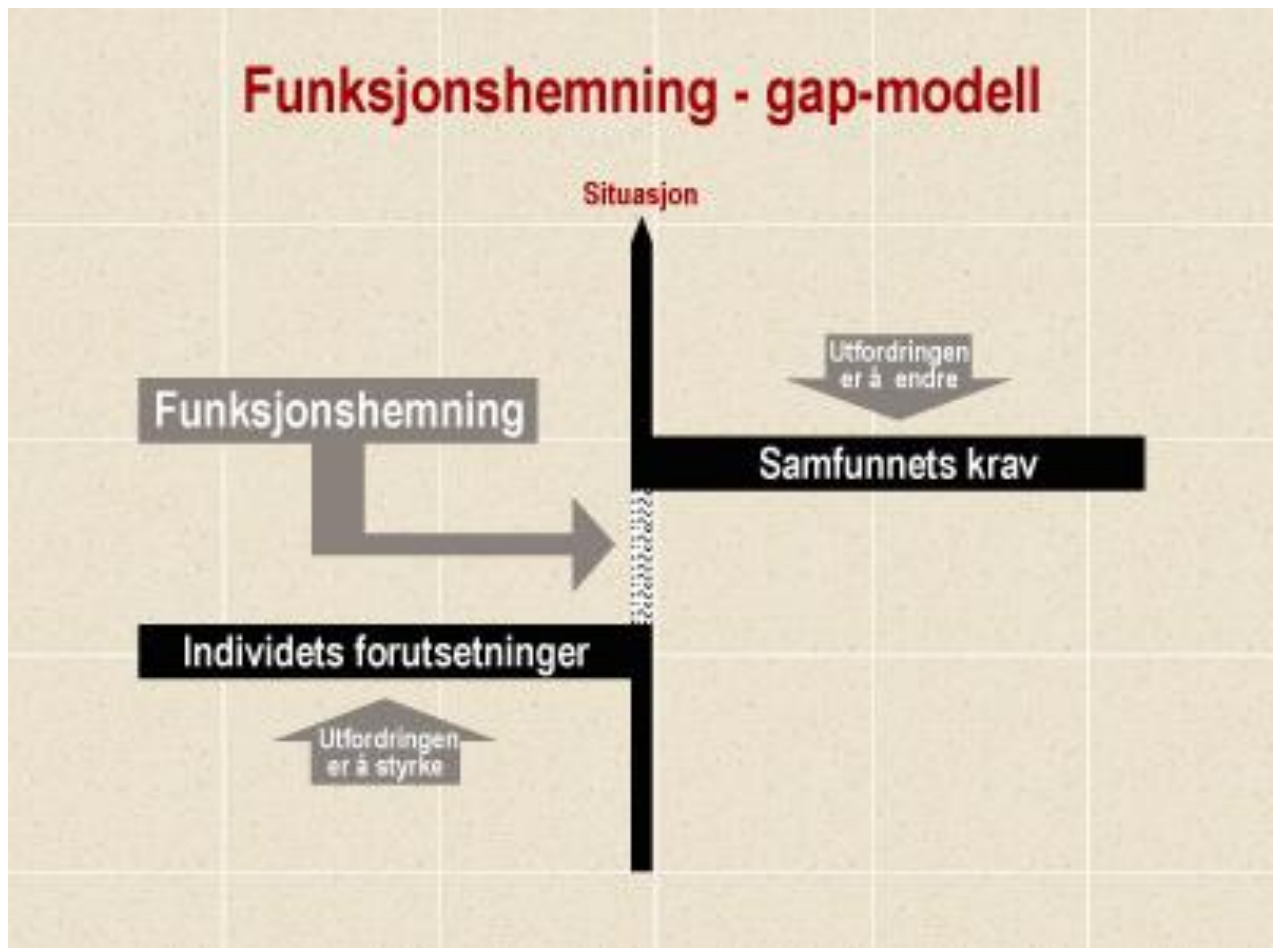 Funksjonshemning - gap-modell
Situasjon
Utfordringen
er å endre
Funksjonshemning
Samfunnets krav
Individets forutsetninger
Utfordringen
er å styrke